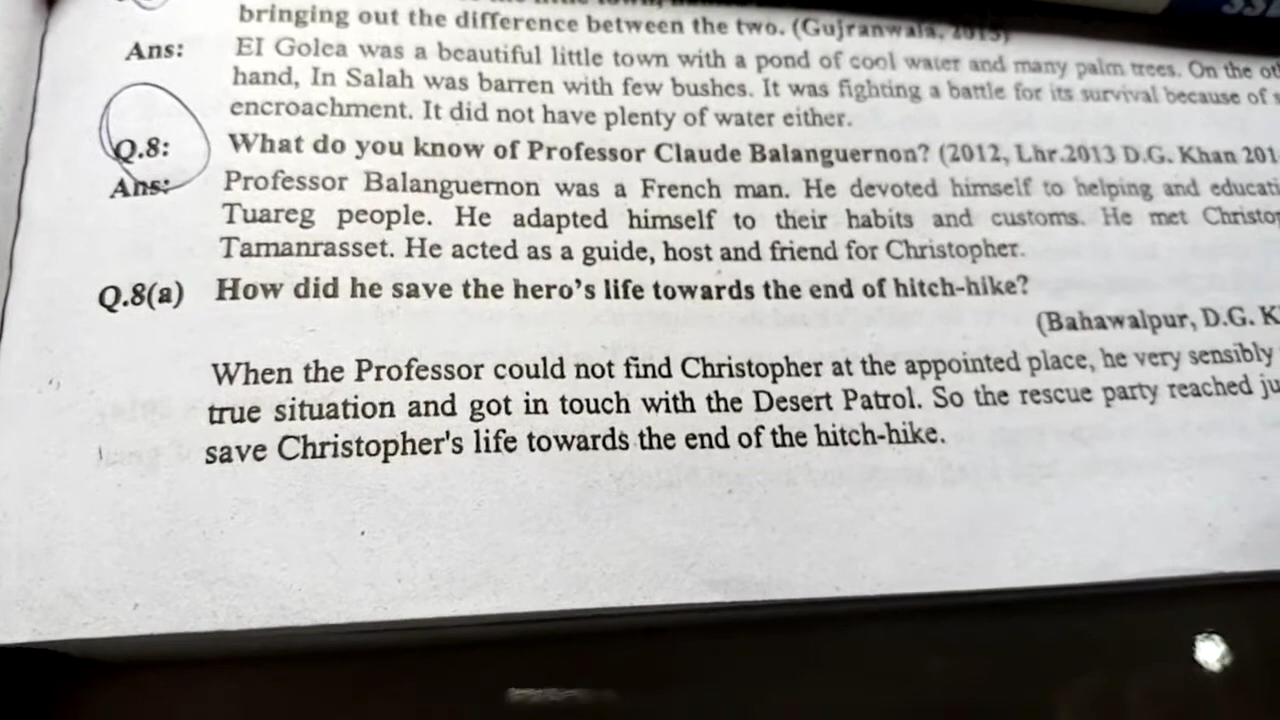 bringing out the difference between the two. (Gujranwala, 2013)
Ans: EI Golea was a beautiful little town with a pond of cool water and many palm trees. On the ot
hand, In Salah was barren with few bushes. It was fighting a battle for its survival because of s
encroachment. It did not have plenty of water either.
Q.8: What do you know of Professor Claude Balanguernon? (2012, Lhr.2013 D.G. Khan 201
Ans: Professor Balanguernon was a French man. He devoted himself to helping and educati
Tuareg people. He adapted himself to their habits and customs. He met Christop
Tamanrasset. He acted as a guide, host and friend for Christopher.
Q.8(a) How did he save the hero's life towards the end of hitch-hike?
(Bahawalpur, D.G. K
When the Professor could not find Christopher at the appointed place, he very sensibly
true situation and got in touch with the Desert Patrol. So the rescue party reached ju
save Christopher's life towards the end of the hitch-hike.